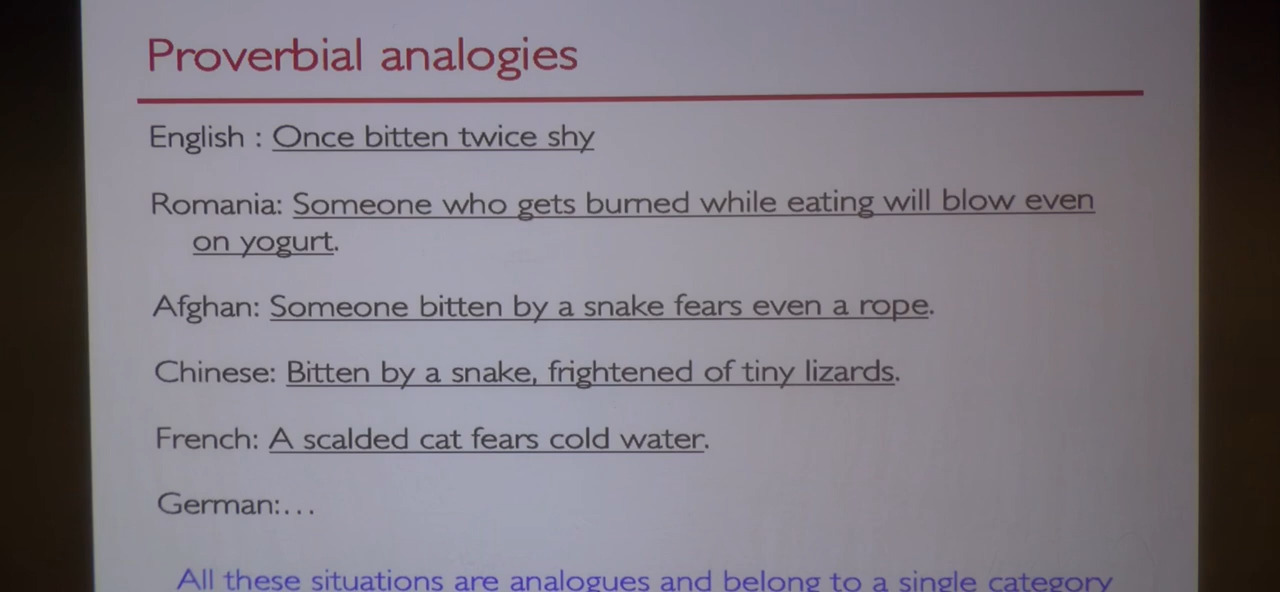 Proverbial analogies
English : Once bitten twice shy
Romania: Someone who gets burned while eating will blow even
on yogurt.
Afghan: Someone bitten by a snake fears even a rope.
Chinese: Bitten by a snake, frightened of tiny lizards.
French: A scalded cat fears cold water.
German:...
All these situations are analogues and belong to a single category